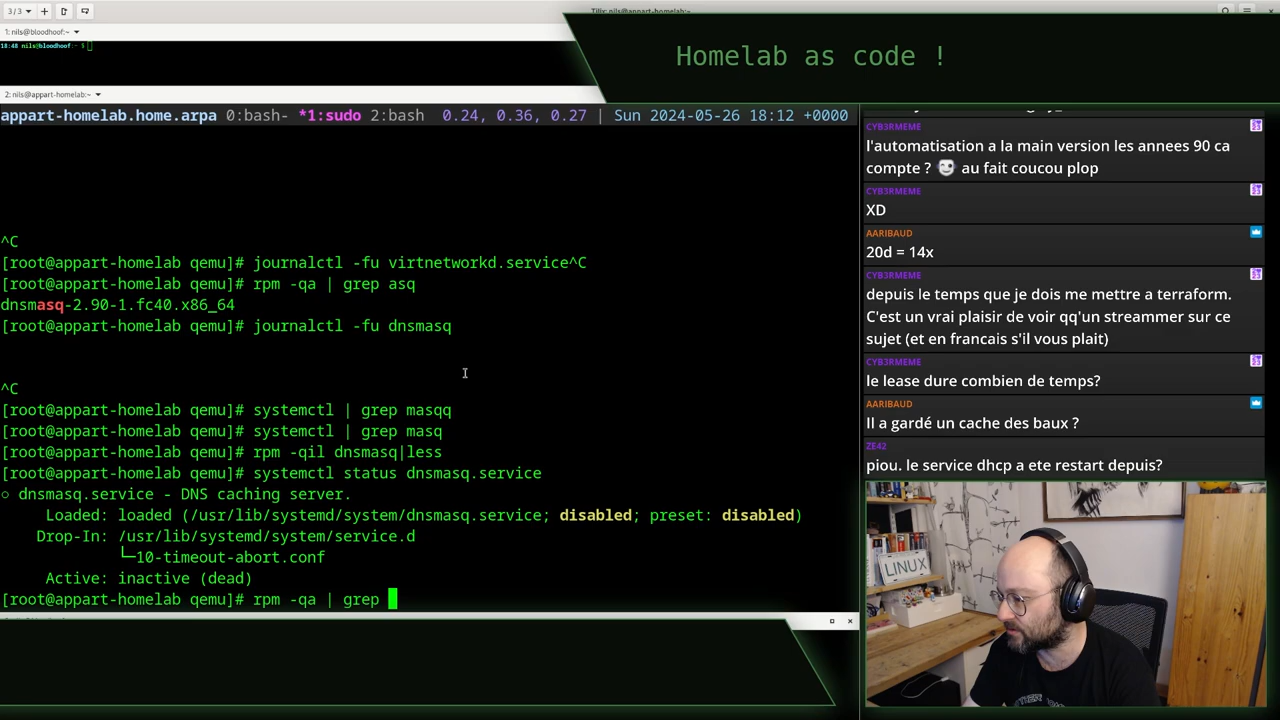 3 / 3
1: nils@bloodhoof:~
18:48 nils@bloodhoof:~ $
Homelab as code !
2: nils@appart-homelab:~
appart-homelab.home.arpa 0:bash- *1:sudo 2:bash  0.24, 0.36, 0.27 | Sun 2024-05-26 18:12 +0000
^C
[root@appart-homelab qemu]# journalctl -fu virtnetworkd.service^C
[root@appart-homelab qemu]# rpm -qa | grep asq
dnsmasq-2.90-1.fc40.x86_64
[root@appart-homelab qemu]# journalctl -fu dnsmasq
^C
[root@appart-homelab qemu]# systemctl | grep masqq
[root@appart-homelab qemu]# systemctl | grep masq
[root@appart-homelab qemu]# rpm -qil dnsmasq|less
[root@appart-homelab qemu]# systemctl status dnsmasq.service
○ dnsmasq.service - DNS caching server.
Loaded: loaded (/usr/lib/systemd/system/dnsmasq.service; disabled; preset: disabled)
Drop-In: /usr/lib/systemd/system/service.d
└─10-timeout-abort.conf
Active: inactive (dead)
[root@appart-homelab qemu]# rpm -qa | grep
CYB3RMEME
l'automatisation a la main version les annees 90 ca
compte ? au fait coucou plop
CYB3RMEME
XD
AARIBAUD
20d = 14x
CYB3RMEME
depuis le temps que je dois me mettre a terraform.
C'est un vrai plaisir de voir qq'un streammer sur ce
sujet (et en francais s'il vous plait)
CYB3RMEME
le lease dure combien de temps?
AARIBAUD
Il a gardé un cache des baux ?
ZE42
piou. le service dhcp a ete restart depuis?
LINUX